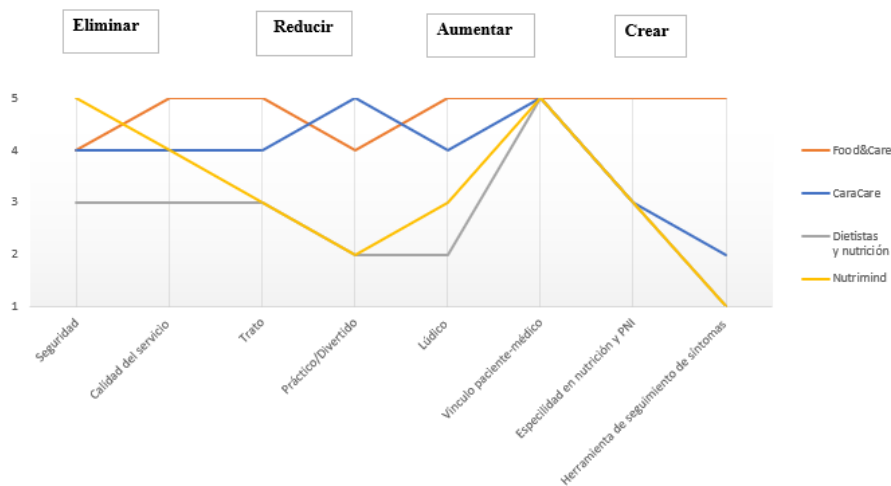 Eliminar
Reducir
Aumentar
Crear
5
4
3
2
1
Food&Care
CaraCare
Dietistas
y nutrición
Nutrimind
Seguridad
Calidad del servicio
Trato
Práctico/Divertido
Lúdico
Vínculo paciente-médico
Especilidad en nutrición y PNI
Herramienta de seguimiento de síntomas